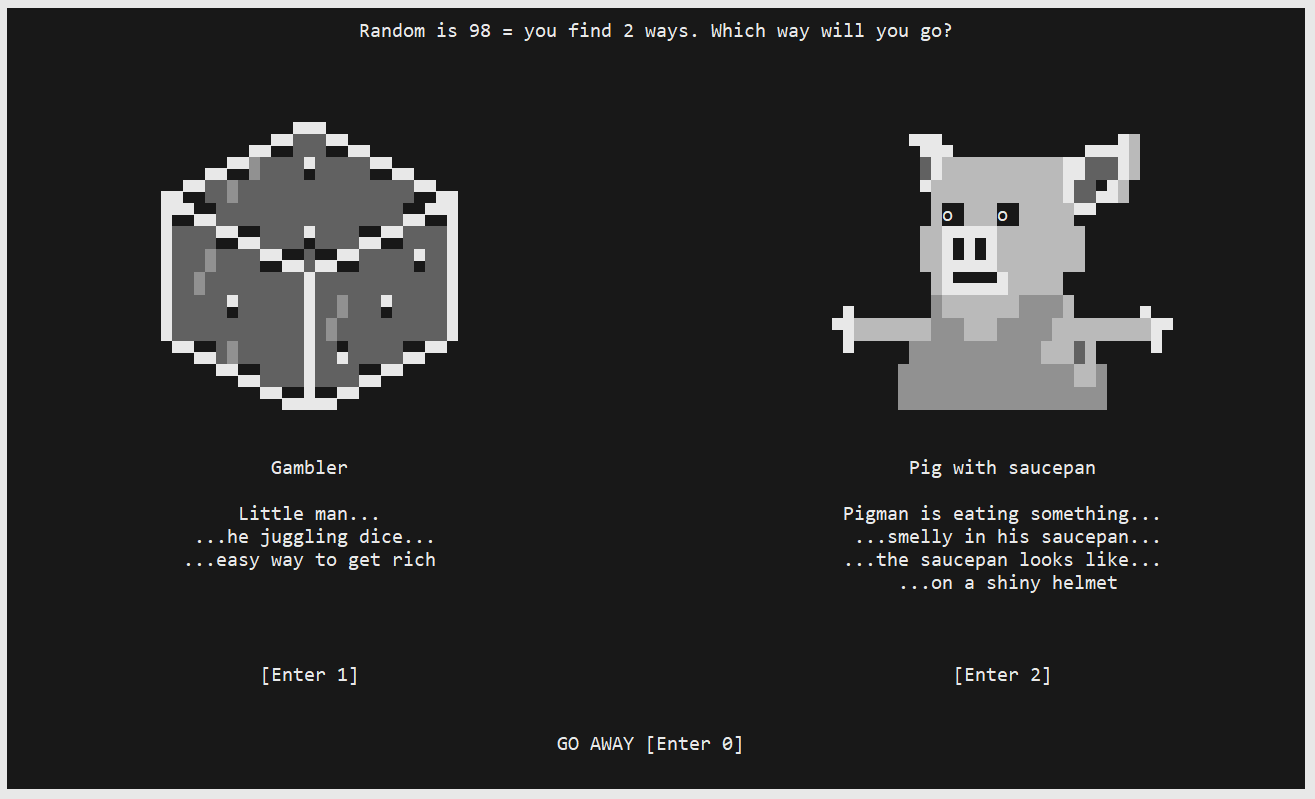 Random is 98 = you find 2 ways. Which way will you go?
Gambler
Little man...
...he juggling dice...
...easy way to get rich
[Enter 1]
Pig with saucepan
Pigman is eating something...
...smelly in his saucepan...
...the saucepan looks like...
...on a shiny helmet
[Enter 2]
GO AWAY [Enter 0]